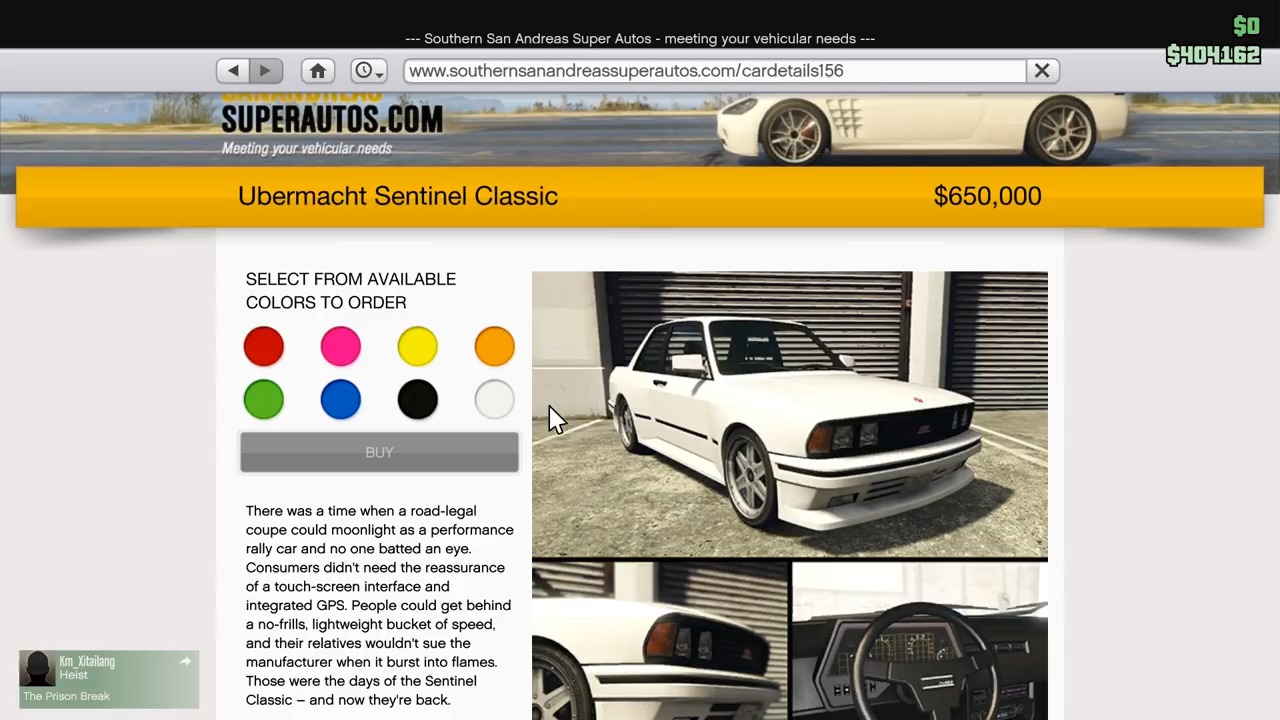 --- Southern San Andreas Super Autos - meeting your vehicular needs ---
$0
$404162
www.southernsanandreassuperautos.com/cardetails156
SAN ANDREAS
SUPERAUTOS.COM
Meeting your vehicular needs
Ubermacht Sentinel Classic
$650,000
SELECT FROM AVAILABLE
COLORS TO ORDER
BUY
There was a time when a road-legal
coupe could moonlight as a performance
rally car and no one batted an eye.
Consumers didn't need the reassurance
of a touch-screen interface and
integrated GPS. People could get behind
a no-frills, lightweight bucket of speed,
and their relatives wouldn't sue the
manufacturer when it burst into flames.
Those were the days of the Sentinel
Classic – and now they're back.
Km_Xitailang
Heist
The Prison Break